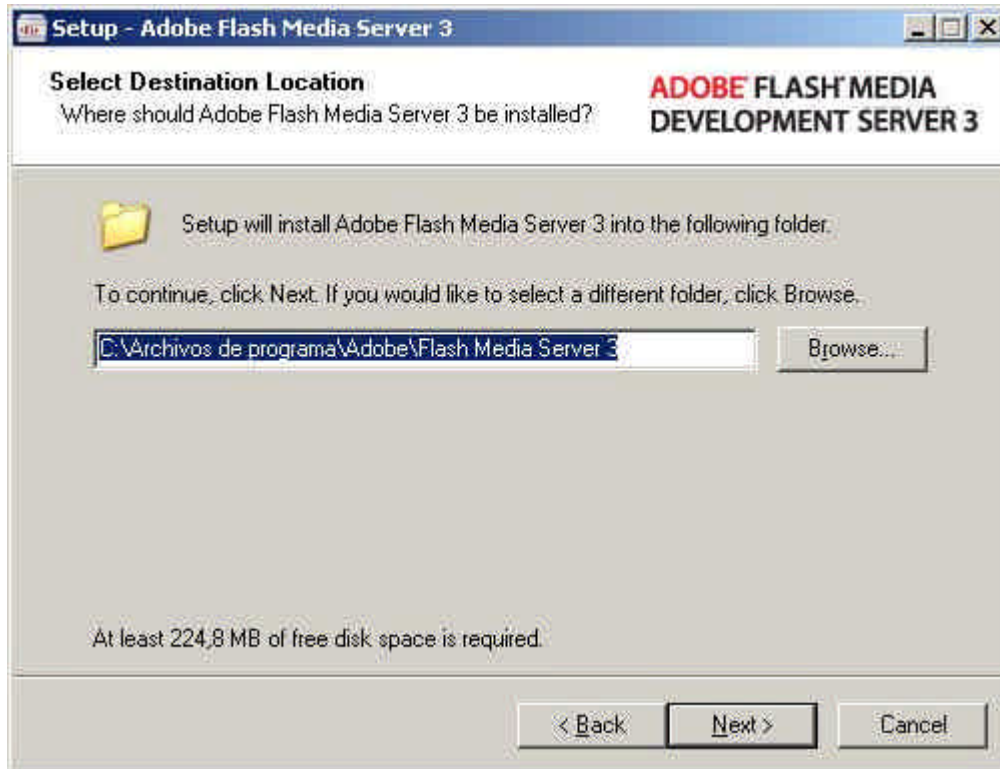 Setup - Adobe Flash Media Server 3
Select Destination Location
Where should Adobe Flash Media Server 3 be installed?
ADOBE® FLASH® MEDIA
DEVELOPMENT SERVER 3
Setup will install Adobe Flash Media Server 3 into the following folder.
To continue, click Next. If you would like to select a different folder, click Browse.
C:\Archivos de programa\Adobe\Flash Media Server 3
Browse...
At least 224,8 MB of free disk space is required.
< Back
Next >
Cancel